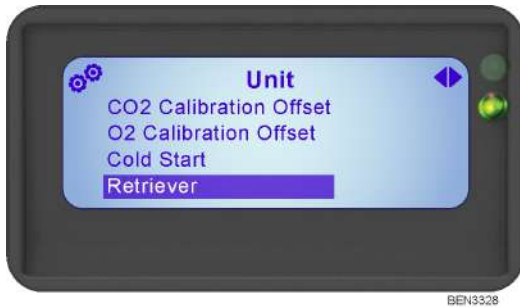 Unit
CO2 Calibration Offset
O2 Calibration Offset
Cold Start
Retriever
BEN3328